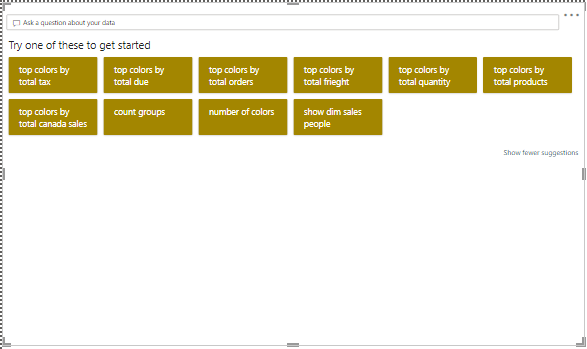 Ask a question about your data
Try one of these to get started
top colors by
total tax
top colors by
total due
top colors by
total orders
top colors by
total frieght
top colors by
total quantity
top colors by
total products
top colors by
total canada sales
count groups
number of colors
show dim sales
people
Show fewer suggestions